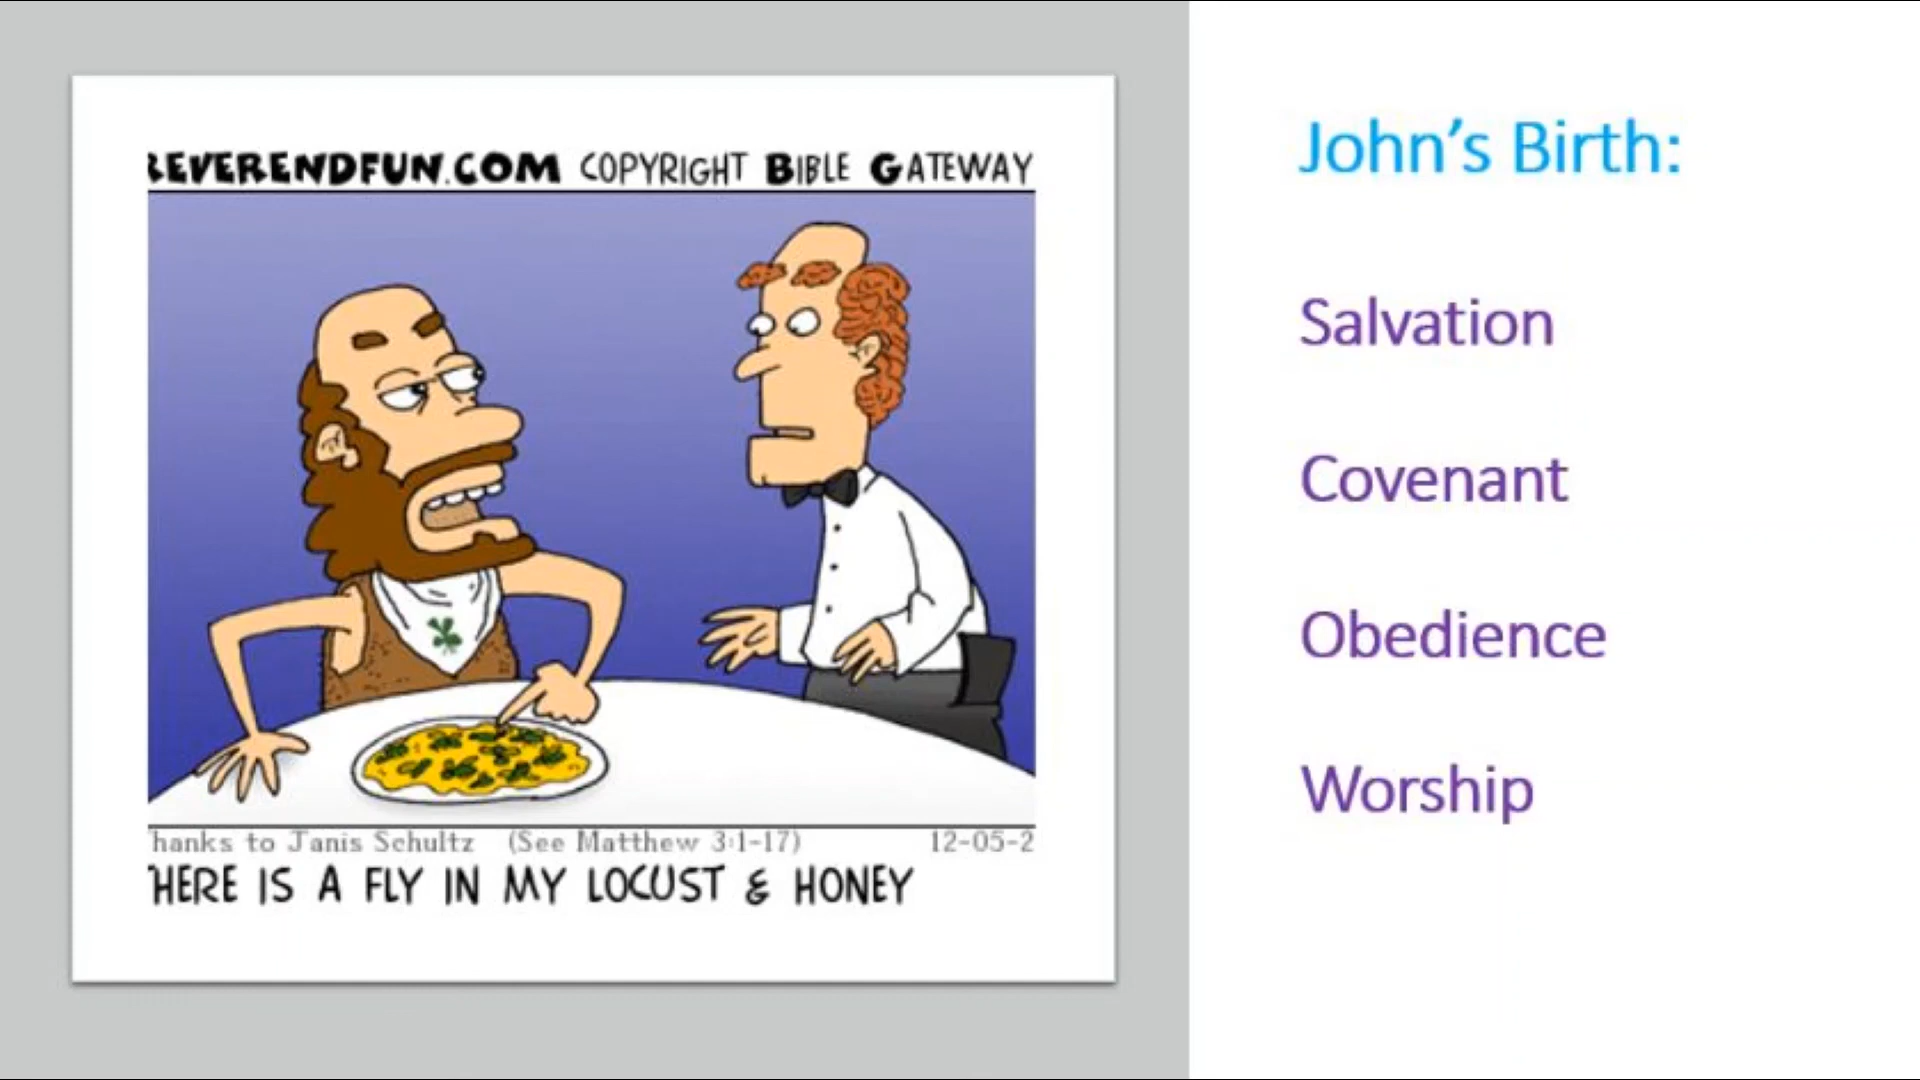 REVERENDFUN.COM COPYRIGHT BIBLE GATEWAY
hanks to Janis Schultz (See Matthew 3:1-17) 12-05-2
HERE IS A FLY IN MY LOCUST & HONEY
John's Birth:
Salvation
Covenant
Obedience
Worship